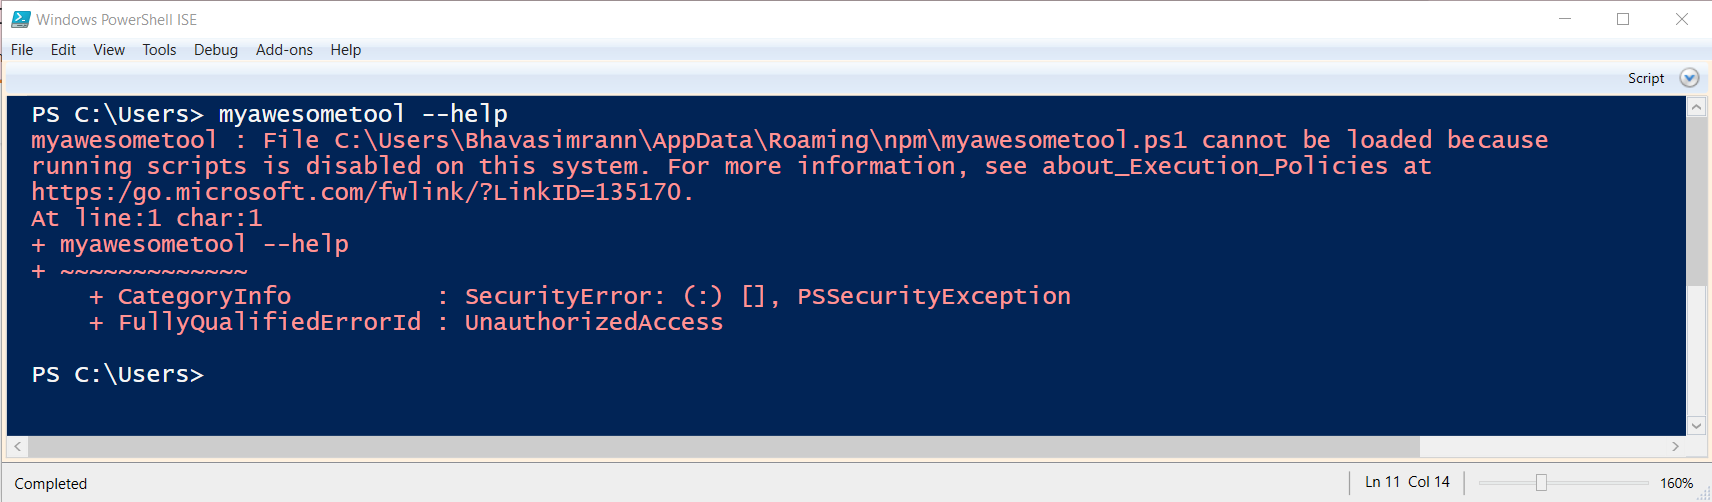 Windows PowerShell ISE
File Edit View Tools Debug Add-ons Help
Script
PS C:\Users> myawesometool --help
myawesometool : File C:\Users\Bhavasimrann\AppData\Roaming\npm\myawesometool.ps1 cannot be loaded because
running scripts is disabled on this system. For more information, see about_Execution_Policies at
https:/go.microsoft.com/fwlink/?LinkID=135170.
At line:1 char:1
+ myawesometool --help
+ ~~~~~~~~~~~~~
    + CategoryInfo          : SecurityError: (:) [], PSSecurityException
    + FullyQualifiedErrorId : UnauthorizedAccess
PS C:\Users>
Completed Ln 11 Col 14 160%